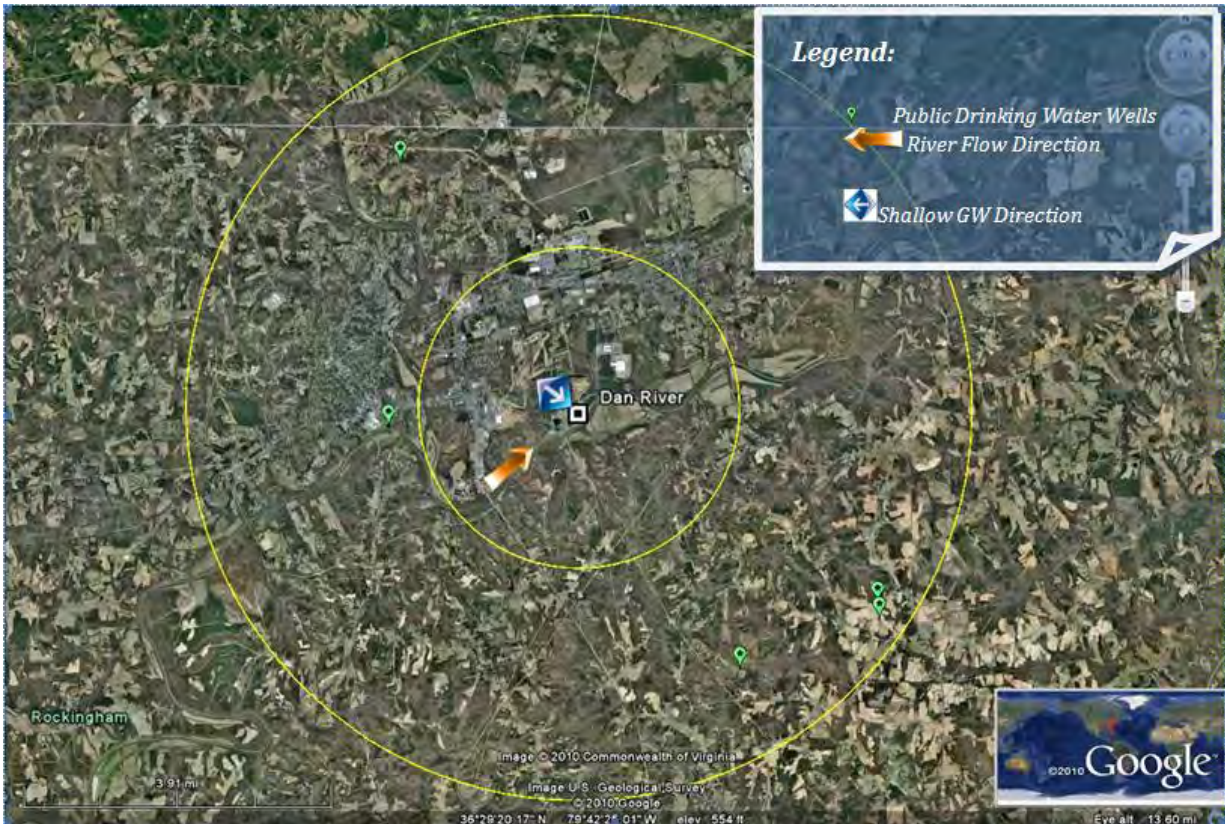 Legend:
Public Drinking Water Wells
River Flow Direction
Shallow GW Direction
Dan River
Rockingham
3.91 mi
Image © 2010 Commonwealth of Virginia
Image U.S. Geological Survey
© 2010 Google
©2010 Google
36°29'20.17" N 79°42'25.01" W elev 554 ft
Eye alt 13.60 mi